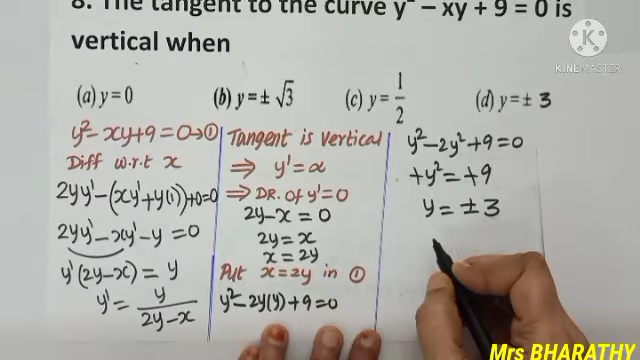 8. The tangent to the curve y² – xy + 9 = 0 is
vertical when
(a) y = 0
(b) y = ± √3
(c) y = 1/2
(d) y = ± 3
y² - xy + 9 = 0 → ①
Diff w.r.t x
2yy' - (xy' + y(1)) + 0 = 0
2yy' - xy' - y = 0
y'(2y - x) = y
y' = y/(2y - x)
Tangent is vertical
⇒ y' = ∝
⇒ DR. of y' = 0
2y - x = 0
2y = x
x = 2y
Put x = 2y in ①
y² - 2y(y) + 9 = 0
y² - 2y² + 9 = 0
+y² = +9
y = ± 3
KINEMASTER
Mrs BHARATHY